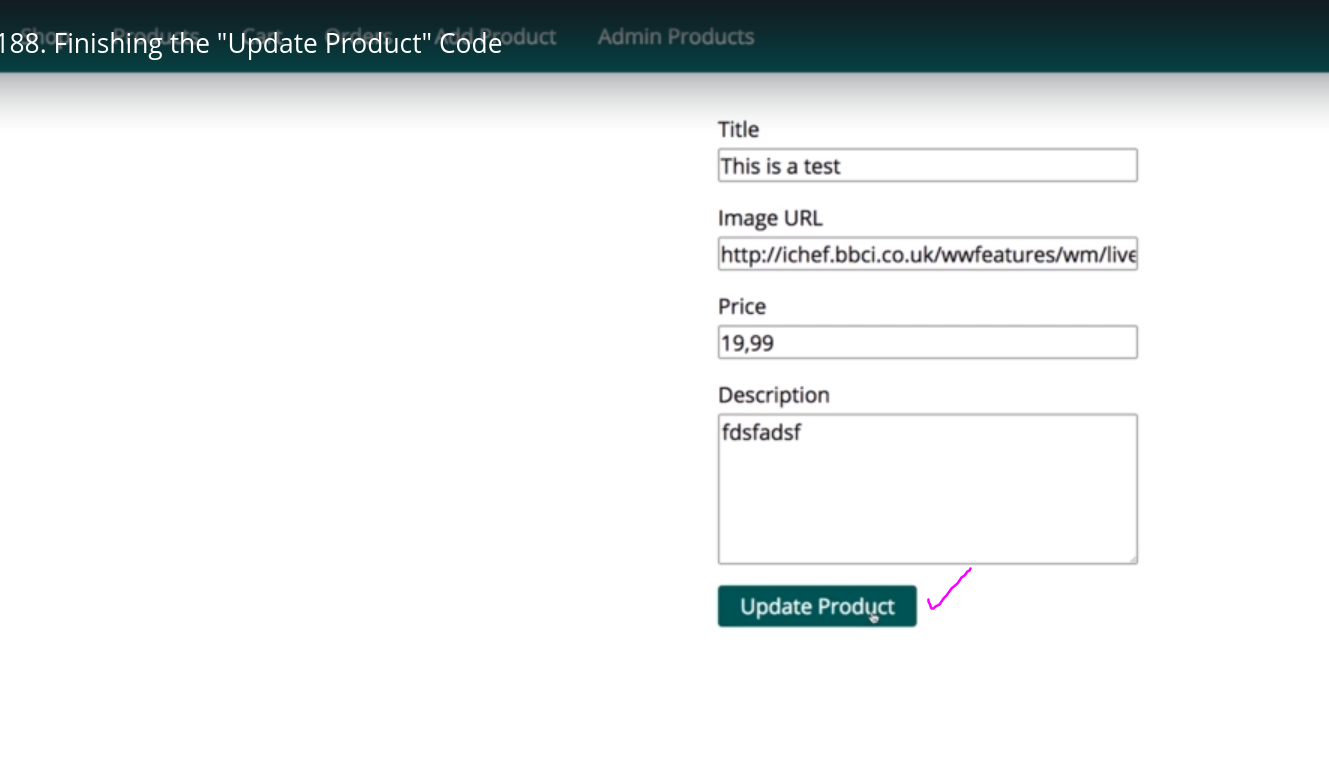 Shop Products Cart Orders Add Product Admin Products
188. Finishing the "Update Product" Code
Title
This is a test
Image URL
http://ichef.bbci.co.uk/wwfeatures/wm/live
Price
19,99
Description
fdsfadsf
Update Product